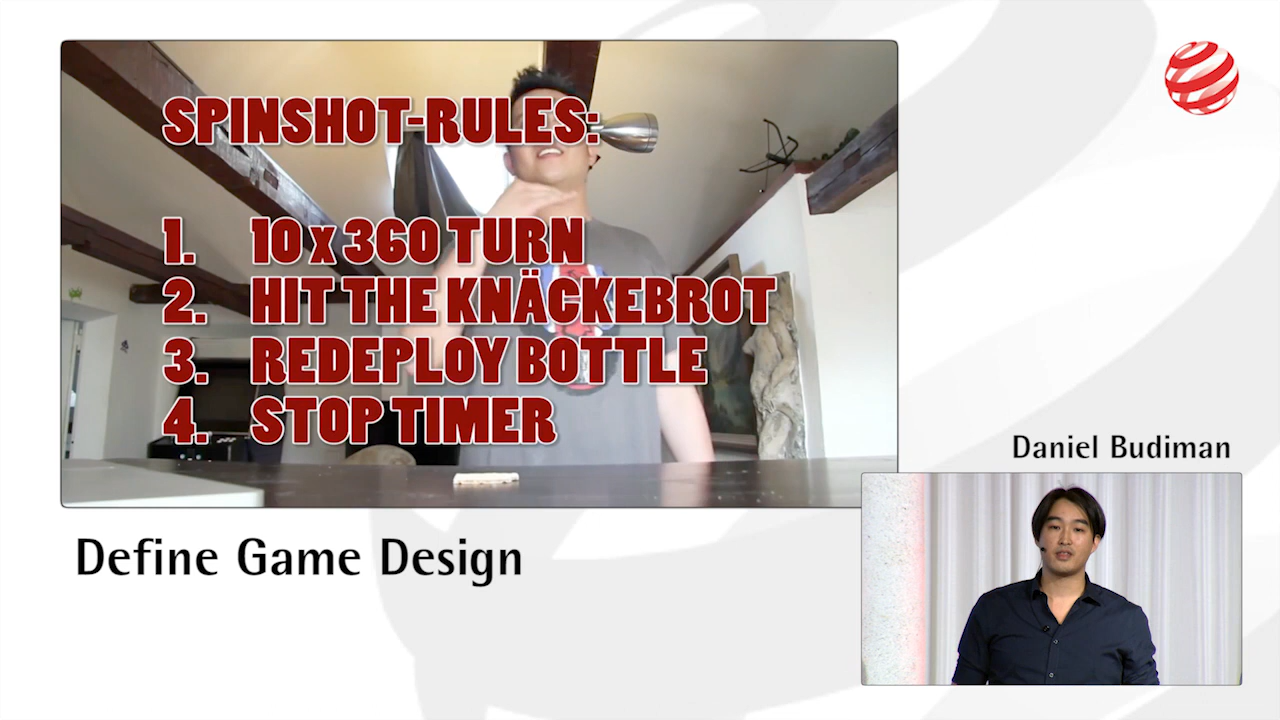 SPINSHOT-RULES:
1. 10 x 360 TURN
2. HIT THE KNÄCKEBROT
3. REDEPLOY BOTTLE
4. STOP TIMER
Define Game Design
Daniel Budiman